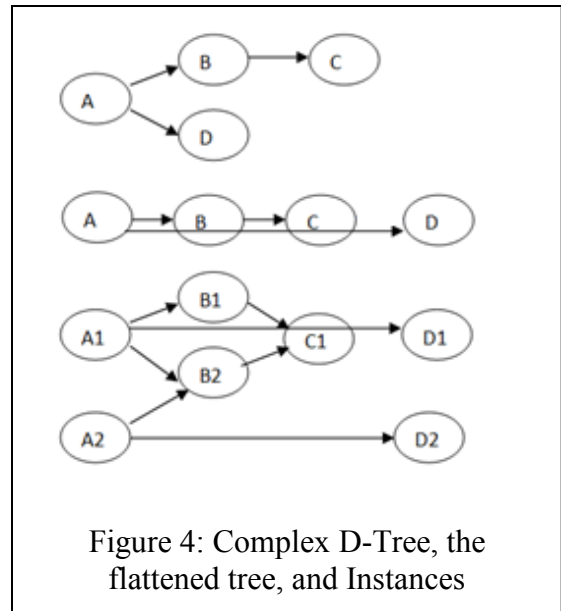 B C
A
D
A B C D
B1
A1 C1 D1
B2
A2 D2
Figure 4: Complex D-Tree, the
flattened tree, and Instances